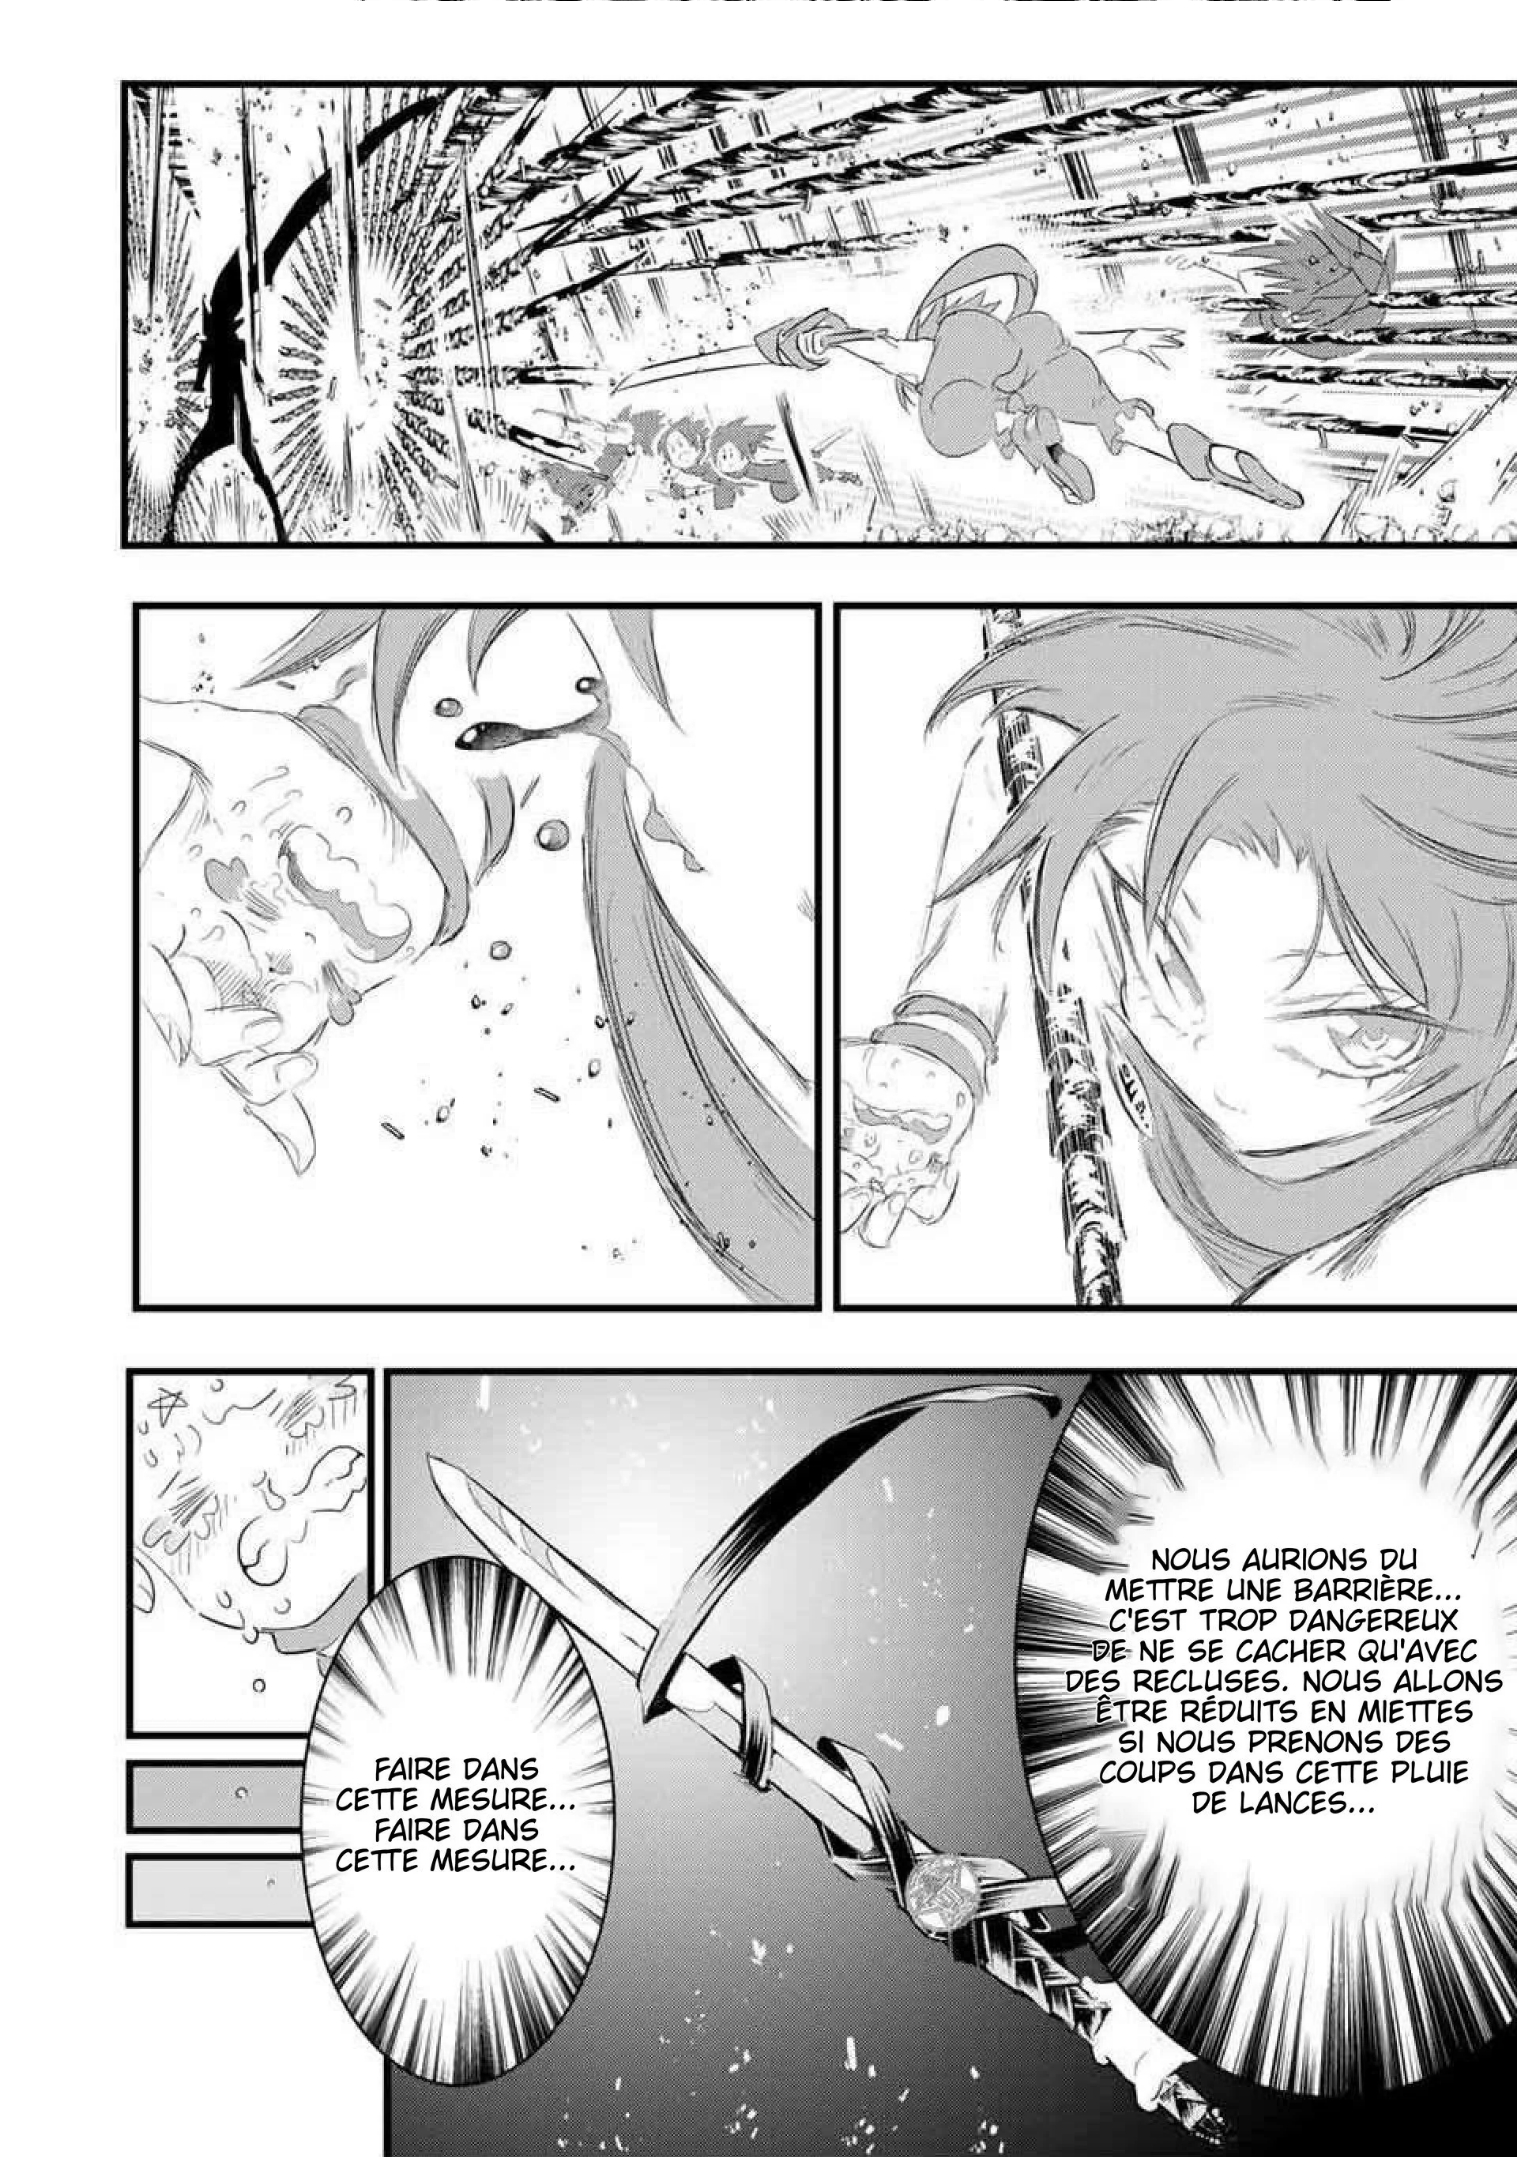 NOUS AURIONS DU
METTRE UNE BARRIÈRE...
C'EST TROP DANGEREUX
DE NE SE CACHER QU'AVEC
DES RECLUSES. NOUS ALLONS
ÊTRE RÉDUITS EN MIETTES
SI NOUS PRENONS DES
COUPS DANS CETTE PLUIE
DE LANCES...
FAIRE DANS
CETTE MESURE...
FAIRE DANS
CETTE MESURE...